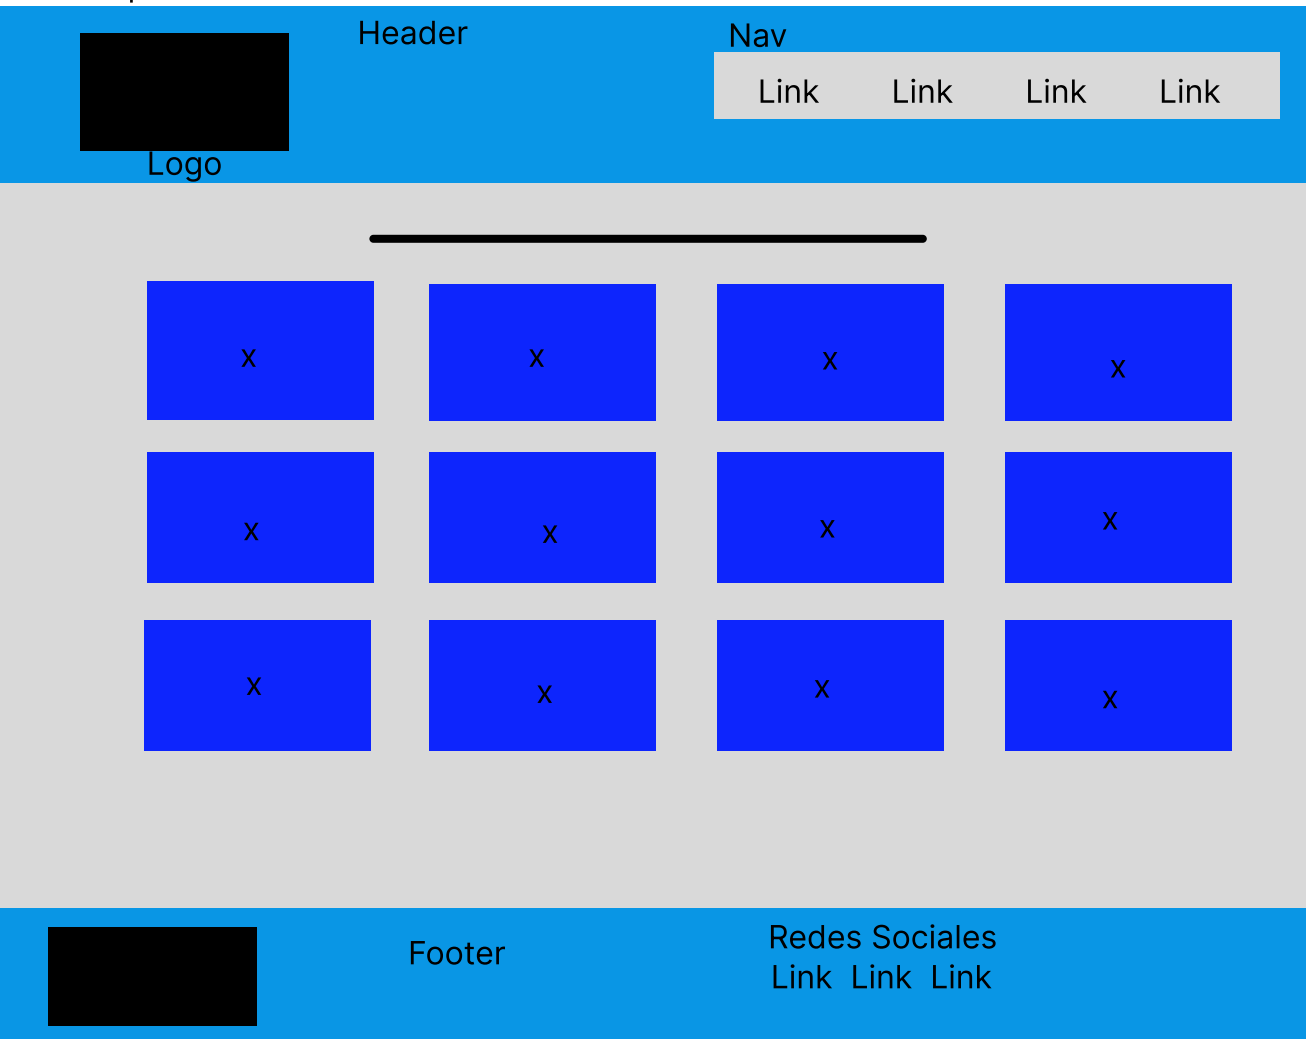 Header
Nav
Link Link Link Link
Logo
x x x x
x x x x
x x x x
Footer
Redes Sociales
Link Link Link